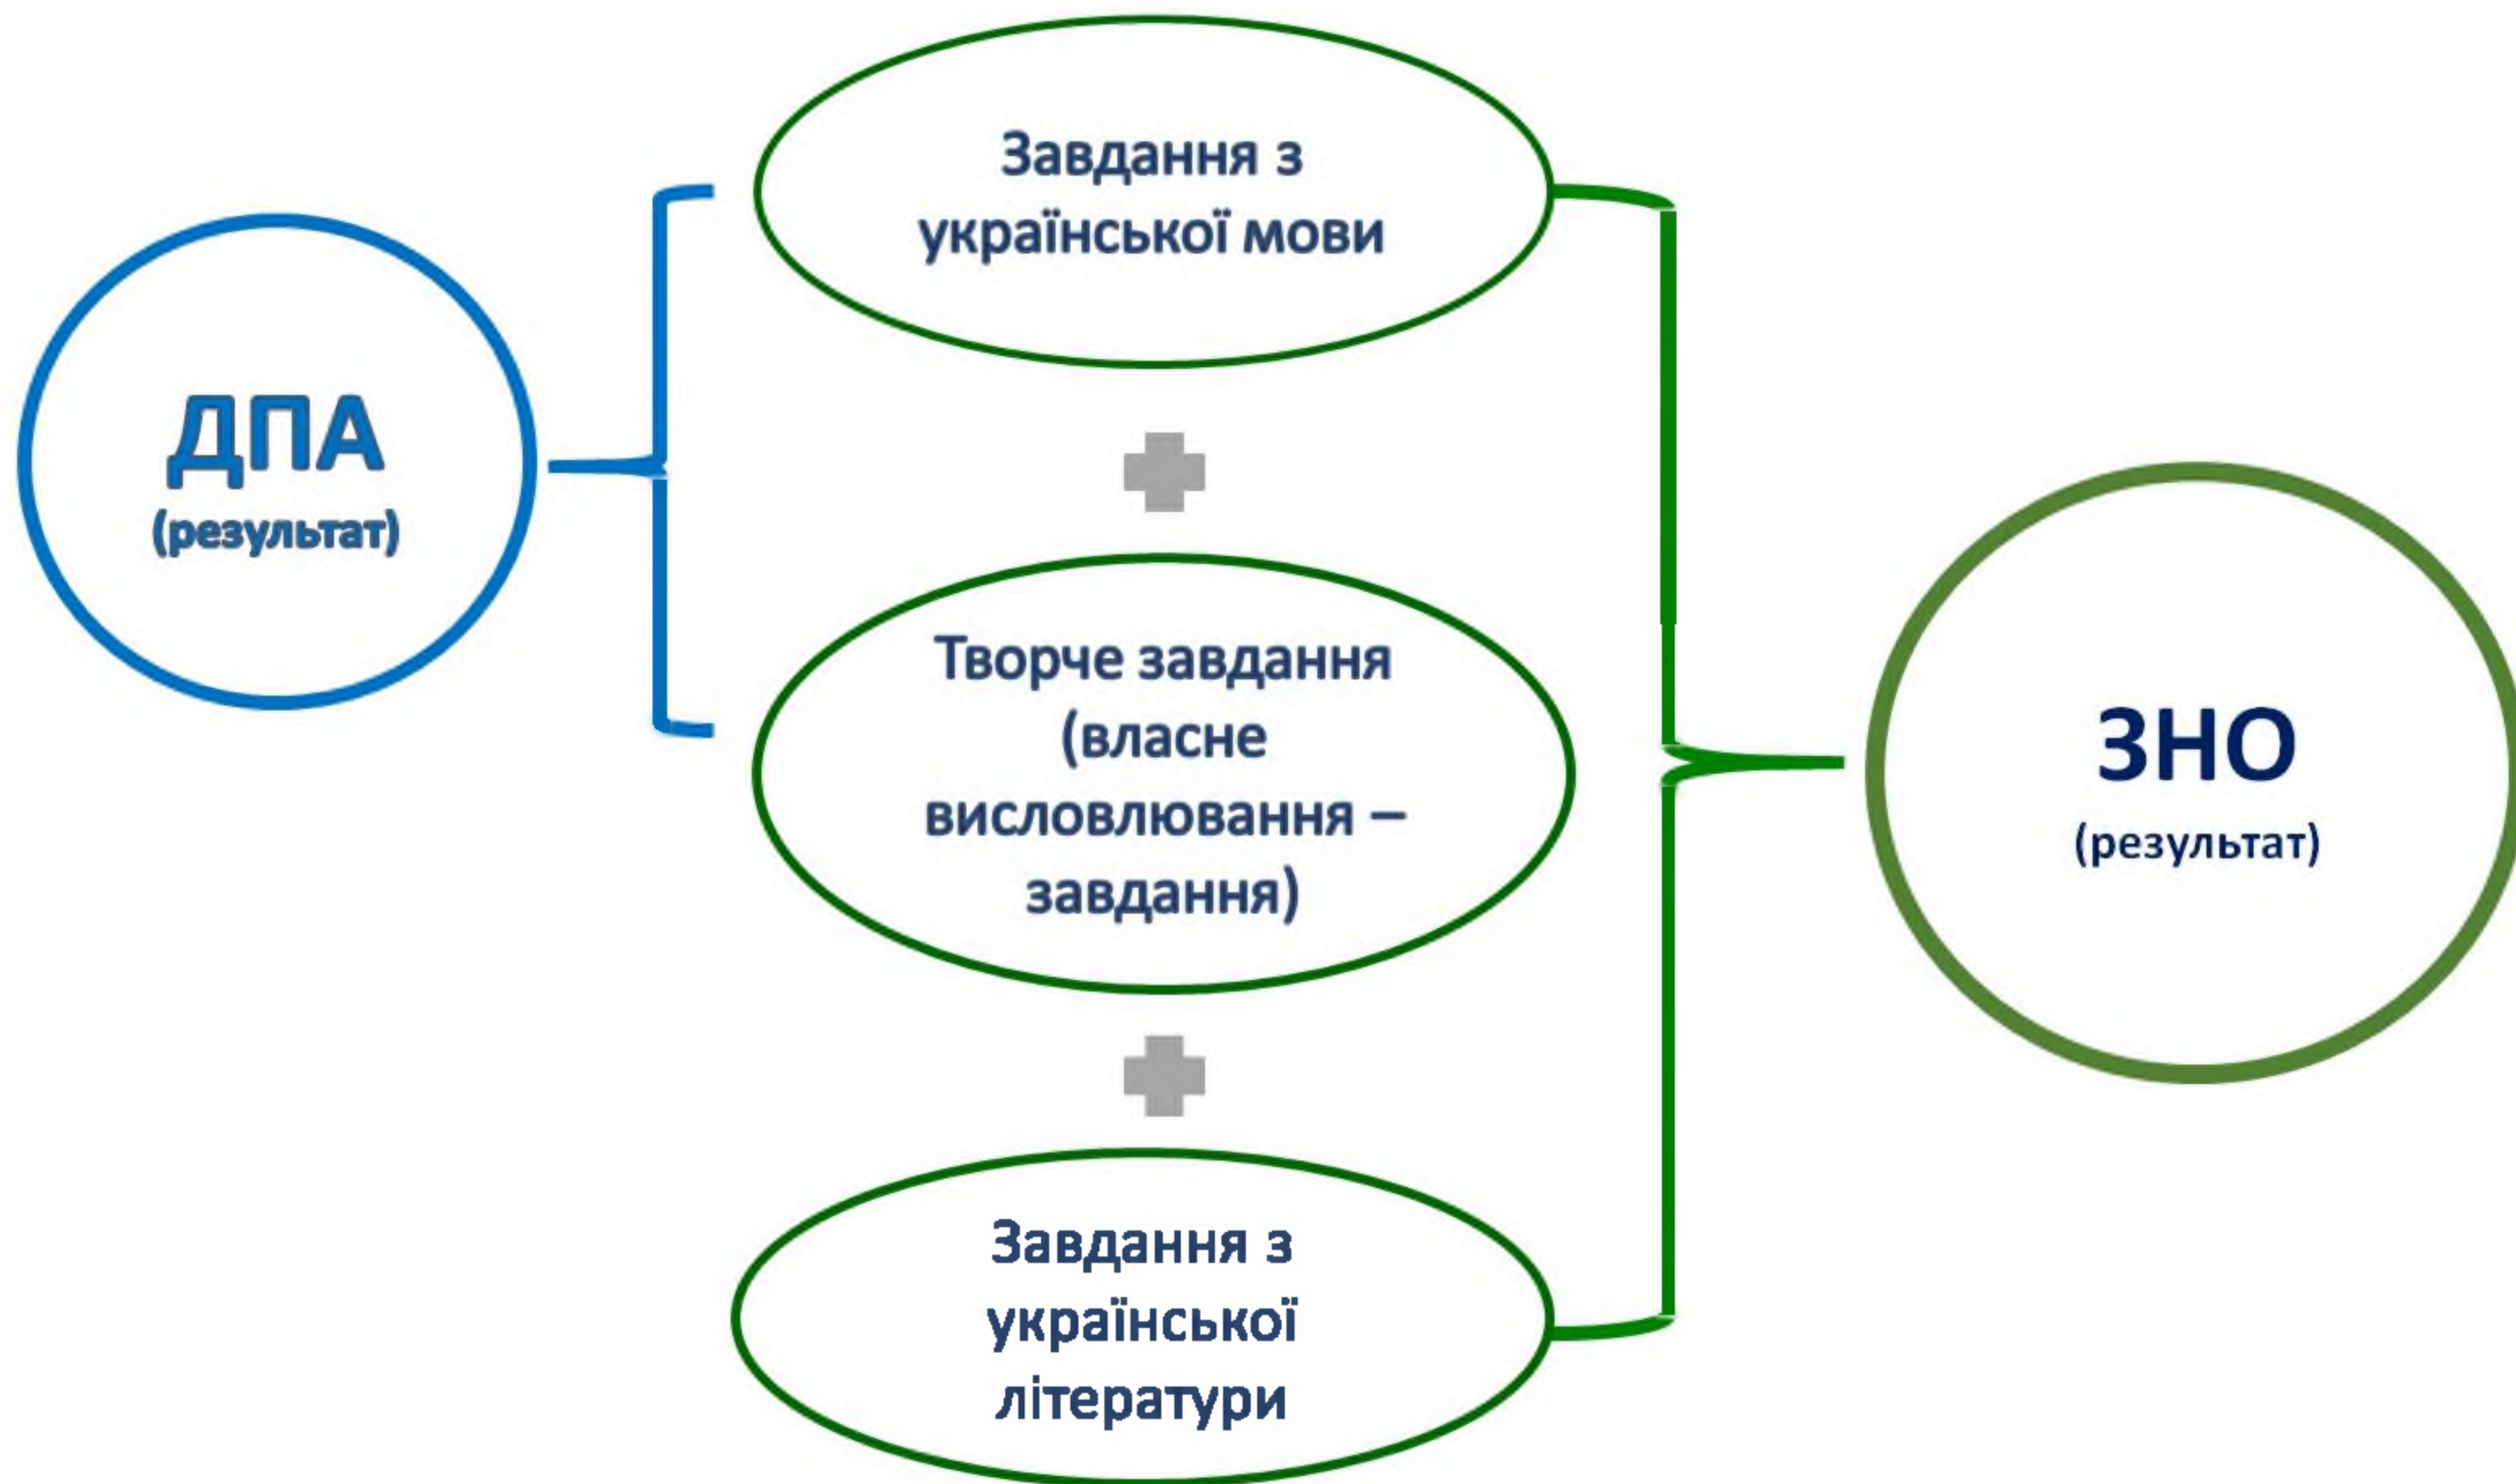 ДПА
(результат)
Завдання з
української мови
Творче завдання
(власне
висловлювання –
завдання)
Завдання з
української
літератури
ЗНО
(результат)